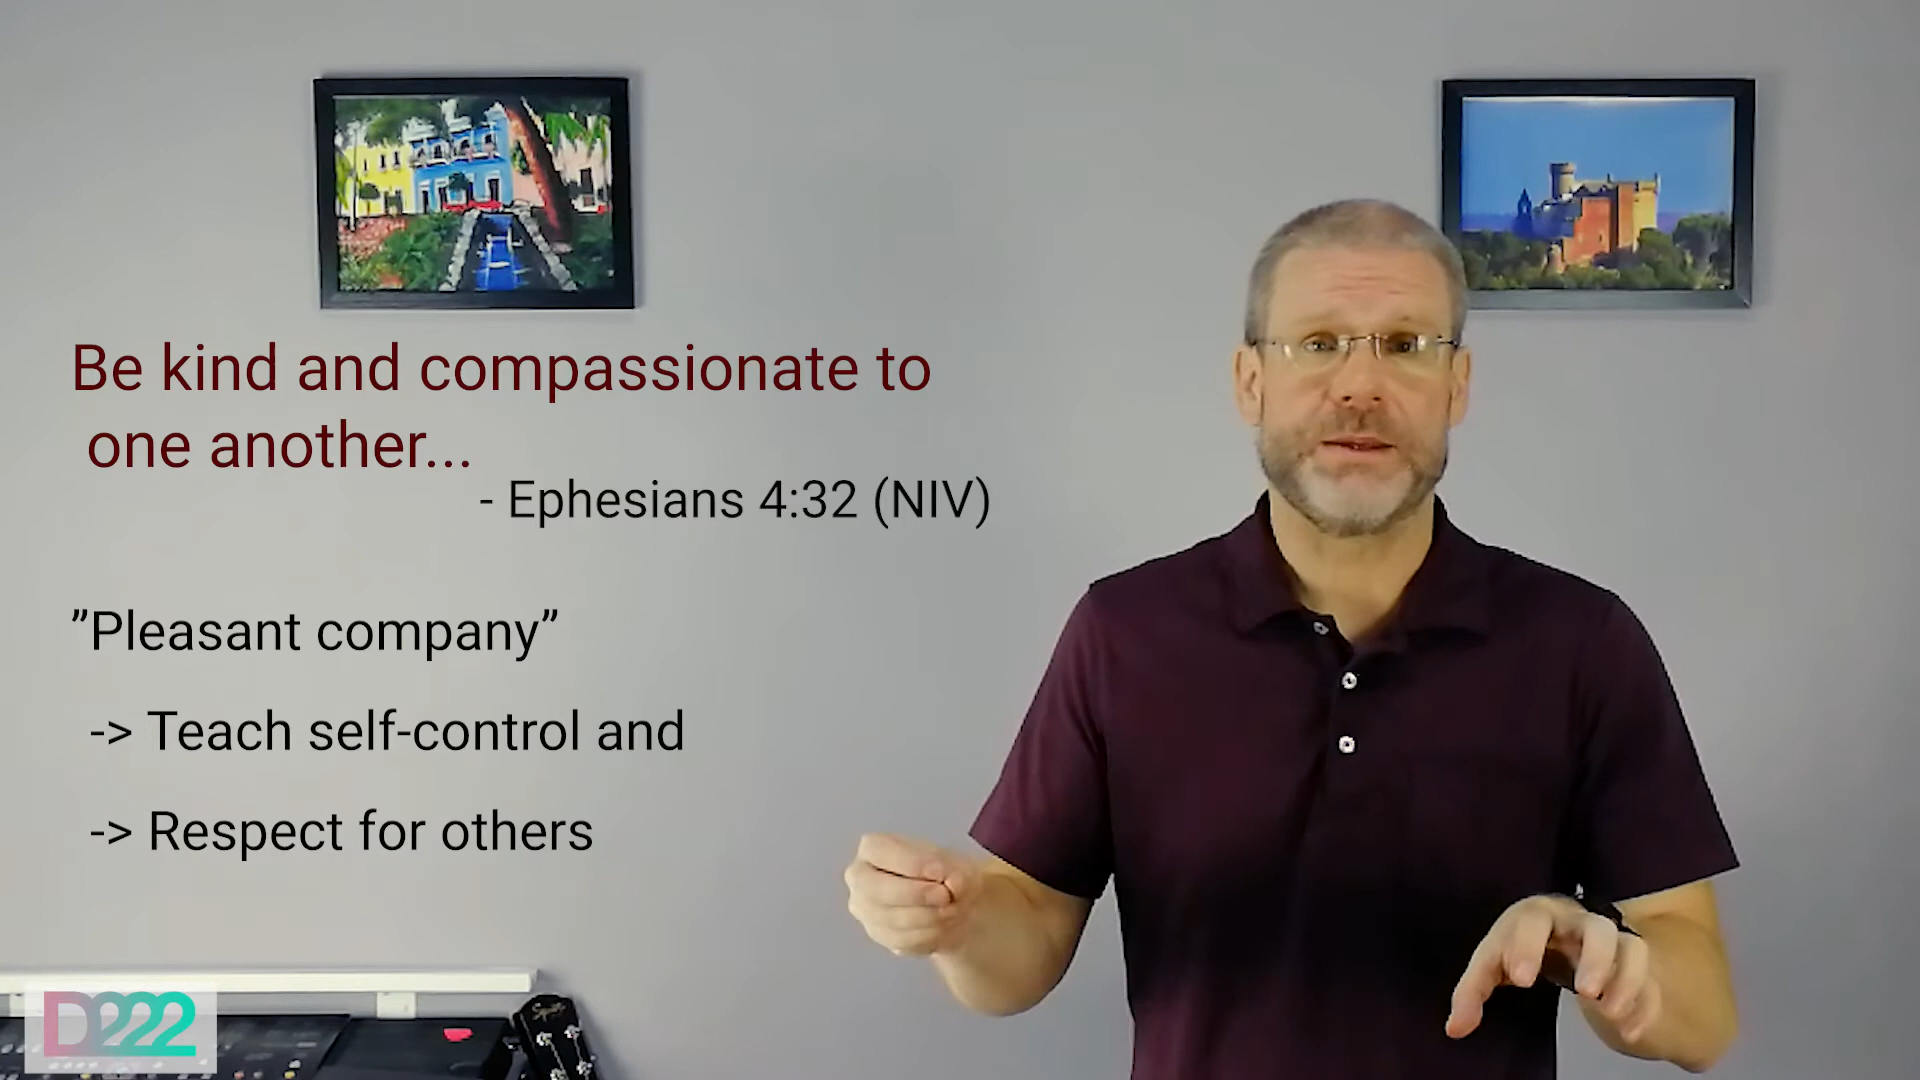 Be kind and compassionate to
one another...
- Ephesians 4:32 (NIV)
”Pleasant company”
-> Teach self-control and
-> Respect for others
D222
Squier